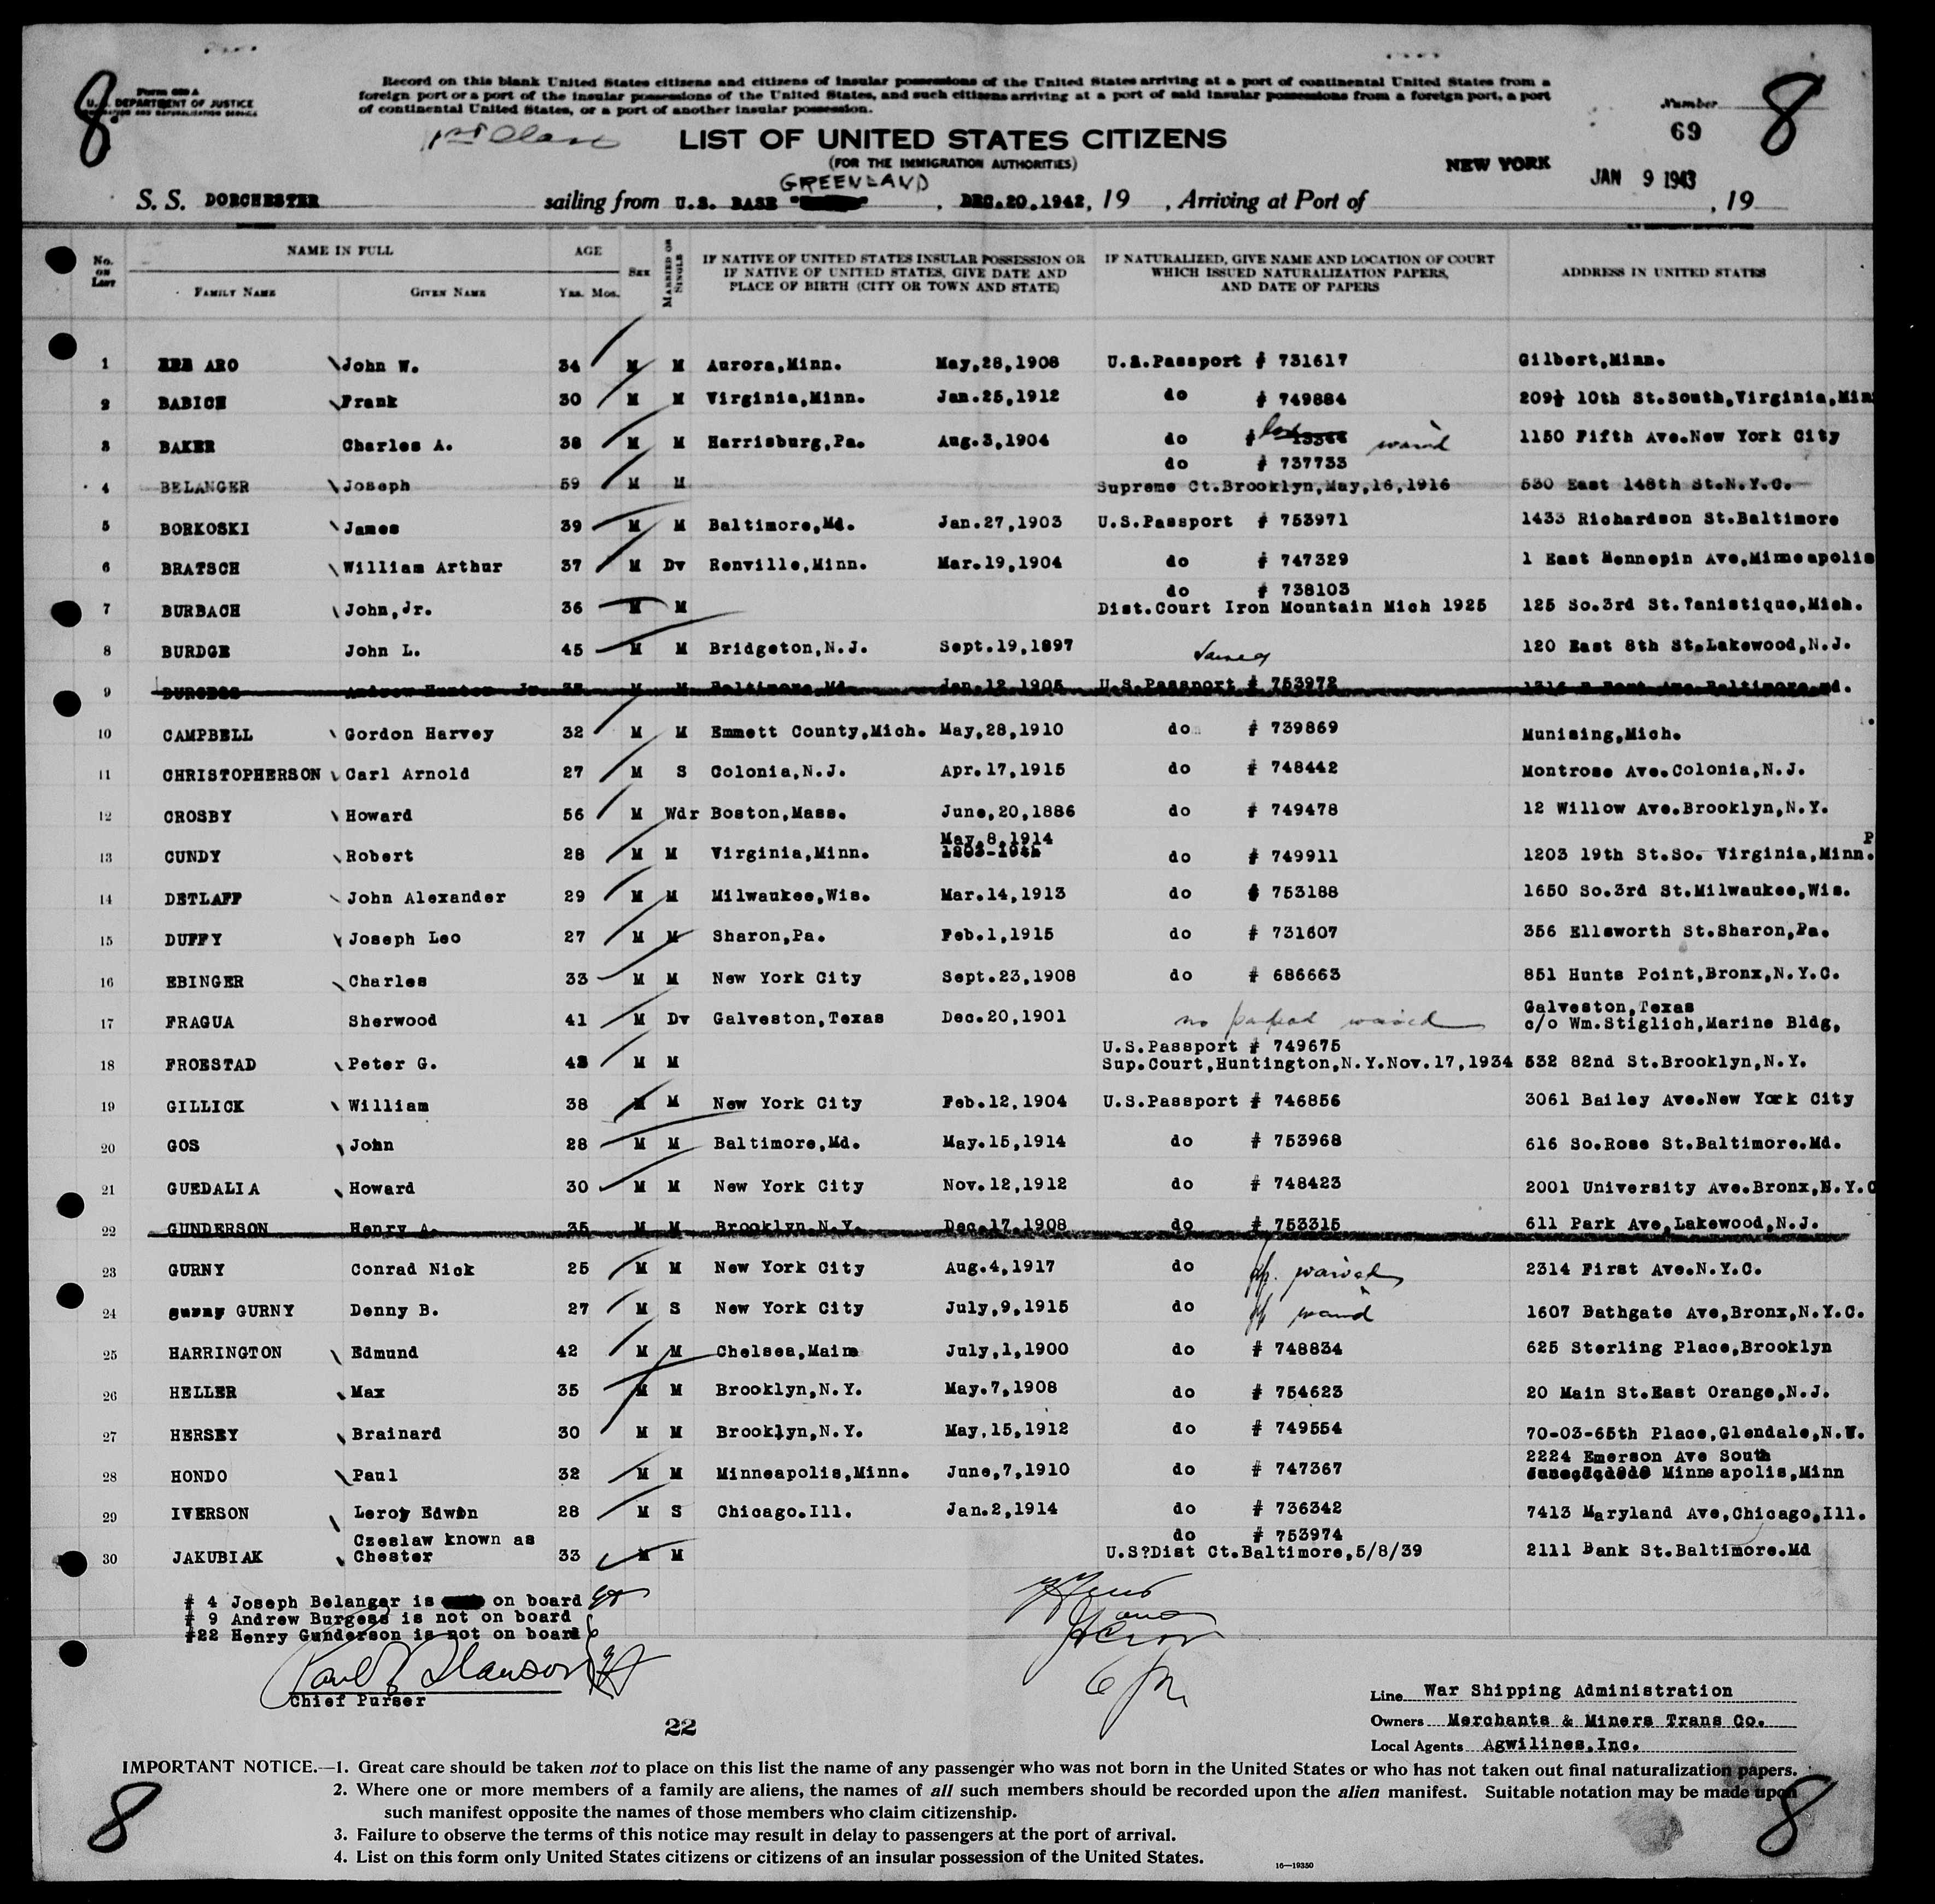 8
Form 630 A
U. S. DEPARTMENT OF JUSTICE
IMMIGRATION AND NATURALIZATION SERVICE
Record on this blank United States citizens and citizens of insular possessions of the United States arriving at a port of continental United States from a
foreign port or a port of the insular possessions of the United States, and such citizens arriving at a port of said insular possessions from a foreign port, a port
of continental United States, or a port of another insular possession.
Number
69
8
1st Class
LIST OF UNITED STATES CITIZENS
(FOR THE IMMIGRATION AUTHORITIES)
GREENLAND
NEW YORK JAN 9 1943
S. S. DORCHESTER sailing from U.S. BASE , DEC.20,1942, 19 , Arriving at Port of , 19
No. on List NAME IN FULL FAMILY NAME GIVEN NAME AGE Yrs. Mos. Sex MARRIED OR SINGLE IF NATIVE OF UNITED STATES INSULAR POSSESSION OR IF NATIVE OF UNITED STATES, GIVE DATE AND PLACE OF BIRTH (CITY OR TOWN AND STATE) IF NATURALIZED, GIVE NAME AND LOCATION OF COURT WHICH ISSUED NATURALIZATION PAPERS, AND DATE OF PAPERS ADDRESS IN UNITED STATES
1 ARO John W. 34 M M Aurora,Minn. May,28,1908 U.S.Passport # 731617 Gilbert,Minn.
2 BABICH Frank 30 M M Virginia,Minn. Jan.25,1912 do # 749884 209½ 10th St.South,Virginia,Min
3 BAKER Charles A. 38 M M Harrisburg,Pa. Aug.3,1904 do # waived 1150 Fifth Ave.New York City
do # 737733
4 BELANGER Joseph 59 M M Supreme Ct.Brooklyn,May,16,1916 530 East 148th St.N.Y.C.
5 BORKOSKI James 39 M M Baltimore,Md. Jan.27,1903 U.S.Passport # 753971 1433 Richardson St.Baltimore
6 BRATSCH William Arthur 37 M Dv Renville,Minn. Mar.19,1904 do # 747329 1 East Hennepin Ave,Minneapolis
do # 738103
7 BURBACH John,Jr. 36 M M Dist.Court Iron Mountain Mich 1925 125 So.3rd St.Tanistique,Mich.
8 BURDGE John L. 45 M M Bridgeton,N.J. Sept.19,1897 waived 120 East 8th St.Lakewood,N.J.
9 BURGESS Andrew Hunter Jr 37 M M Baltimore,Md. Jan.12,1905 U.S.Passport # 753972
10 CAMPBELL Gordon Harvey 32 M M Emmett County,Mich. May,28,1910 do # 739869 Munising,Mich.
11 CHRISTOPHERSON Carl Arnold 27 M S Colonia,N.J. Apr.17,1915 do # 748442 Montrose Ave.Colonia,N.J.
12 CROSBY Howard 56 M Wdr Boston,Mass. June,20,1886 do # 749478 12 Willow Ave.Brooklyn,N.Y.
May,8,1914 P
13 CUNDY Robert 28 M M Virginia,Minn. 1203-19th do # 749911 1203 19th St.So. Virginia,Minn.
14 DETLAFF John Alexander 29 M M Milwaukee,Wis. Mar.14,1913 do # 753188 1650 So.3rd St.Milwaukee,Wis.
15 DUFFY Joseph Leo 27 M M Sharon,Pa. Feb.1,1915 do # 731607 356 Ellsworth St.Sharon,Pa.
16 EBINGER Charles 33 M M New York City Sept.23,1908 do # 686663 851 Hunts Point,Bronx,N.Y.C.
Galveston,Texas
17 FRAGUA Sherwood 41 M Dv Galveston,Texas Dec.20,1901 no passport waived c/o Wm.Stiglich,Marine Bldg,
U.S.Passport # 749675
18 FROESTAD Peter G. 43 M M Sup.Court,Huntington,N.Y.Nov.17,1934 532 82nd St.Brooklyn,N.Y.
19 GILLICK William 38 M M New York City Feb.12,1904 U.S.Passport # 746856 3061 Bailey Ave.New York City
20 GOS John 28 M M Baltimore,Md. May.15,1914 do # 753968 616 So.Rose St.Baltimore.Md.
21 GUEDALIA Howard 30 M M New York City Nov.12,1912 do # 748423 2001 University Ave.Bronx,N.Y.C
22 GUNDERSON Henry A. 35 M M Brooklyn.N.Y. Dec.17.1908 do # 753315 611 Park Ave,Lakewood,N.J.
23 GURNY Conrad Nick 25 M M New York City Aug.4,1917 do waived 2314 First Ave.N.Y.C.
24 gurny GURNY Denny B. 27 M S New York City July,9,1915 do waived 1607 Bathgate Ave,Bronx,N.Y.C.
25 HARRINGTON Edmund 42 M M Chelsea,Maine July,1,1900 do # 748834 625 Sterling Place,Brooklyn
26 HELLER Max 35 M M Brooklyn,N.Y. May.7,1908 do # 754623 20 Main St.East Orange,N.J.
27 HERSEY Brainard 30 M M Brooklyn,N.Y. May,15,1912 do # 749554 70-03-65th Place,Glendale,N.Y.
2224 Emerson Ave South
28 HONDO Paul 32 M M Minneapolis,Minn. June,7,1910 do # 747367 Minneapolis,Minn
29 IVERSON Leroy Edwin 28 M S Chicago.Ill. Jan.2,1914 do # 736342 7413 Maryland Ave,Chicago,Ill.
Czeslaw known as do # 753974
30 JAKUBIAK Chester 33 M M U.S?Dist Ct.Baltimore,5/8/39 2111 Bank St.Baltimore.Md
# 4 Joseph Belanger is on board
# 9 Andrew Burgess is not on board
#22 Henry Gunderson is not on board
Chief Purser
Line War Shipping Administration
Owners Merchants & Miners Trans Co.
Local Agents Agwilines,Inc.
22
IMPORTANT NOTICE.—1. Great care should be taken not to place on this list the name of any passenger who was not born in the United States or who has not taken out final naturalization papers.
2. Where one or more members of a family are aliens, the names of all such members should be recorded upon the alien manifest. Suitable notation may be made upon
such manifest opposite the names of those members who claim citizenship.
3. Failure to observe the terms of this notice may result in delay to passengers at the port of arrival.
4. List on this form only United States citizens or citizens of an insular possession of the United States.
16—19350
8
8